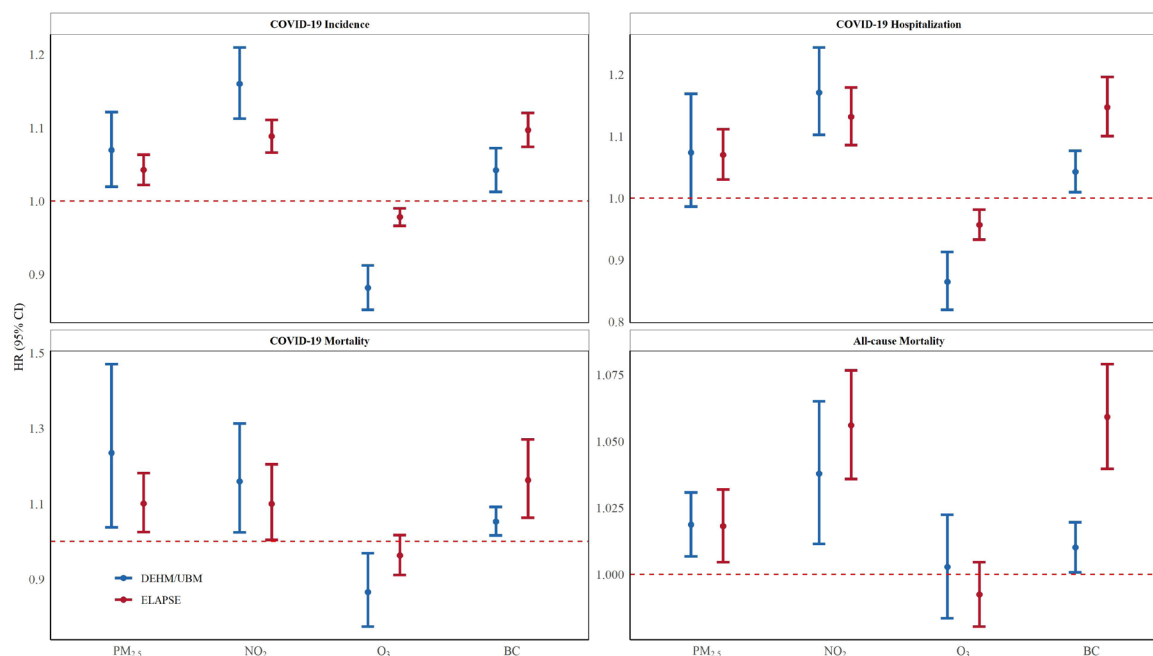 COVID-19 Incidence
COVID-19 Hospitalization
1.2
1.1
1.0
0.9
1.2
1.1
1.0
0.9
0.8
HR (95% CI)
COVID-19 Mortality
All-cause Mortality
1.5
1.3
1.1
0.9
1.075
1.050
1.025
1.000
DEHM/UBM
ELAPSE
PM₂.₅ NO₂ O₃ BC
PM₂.₅ NO₂ O₃ BC